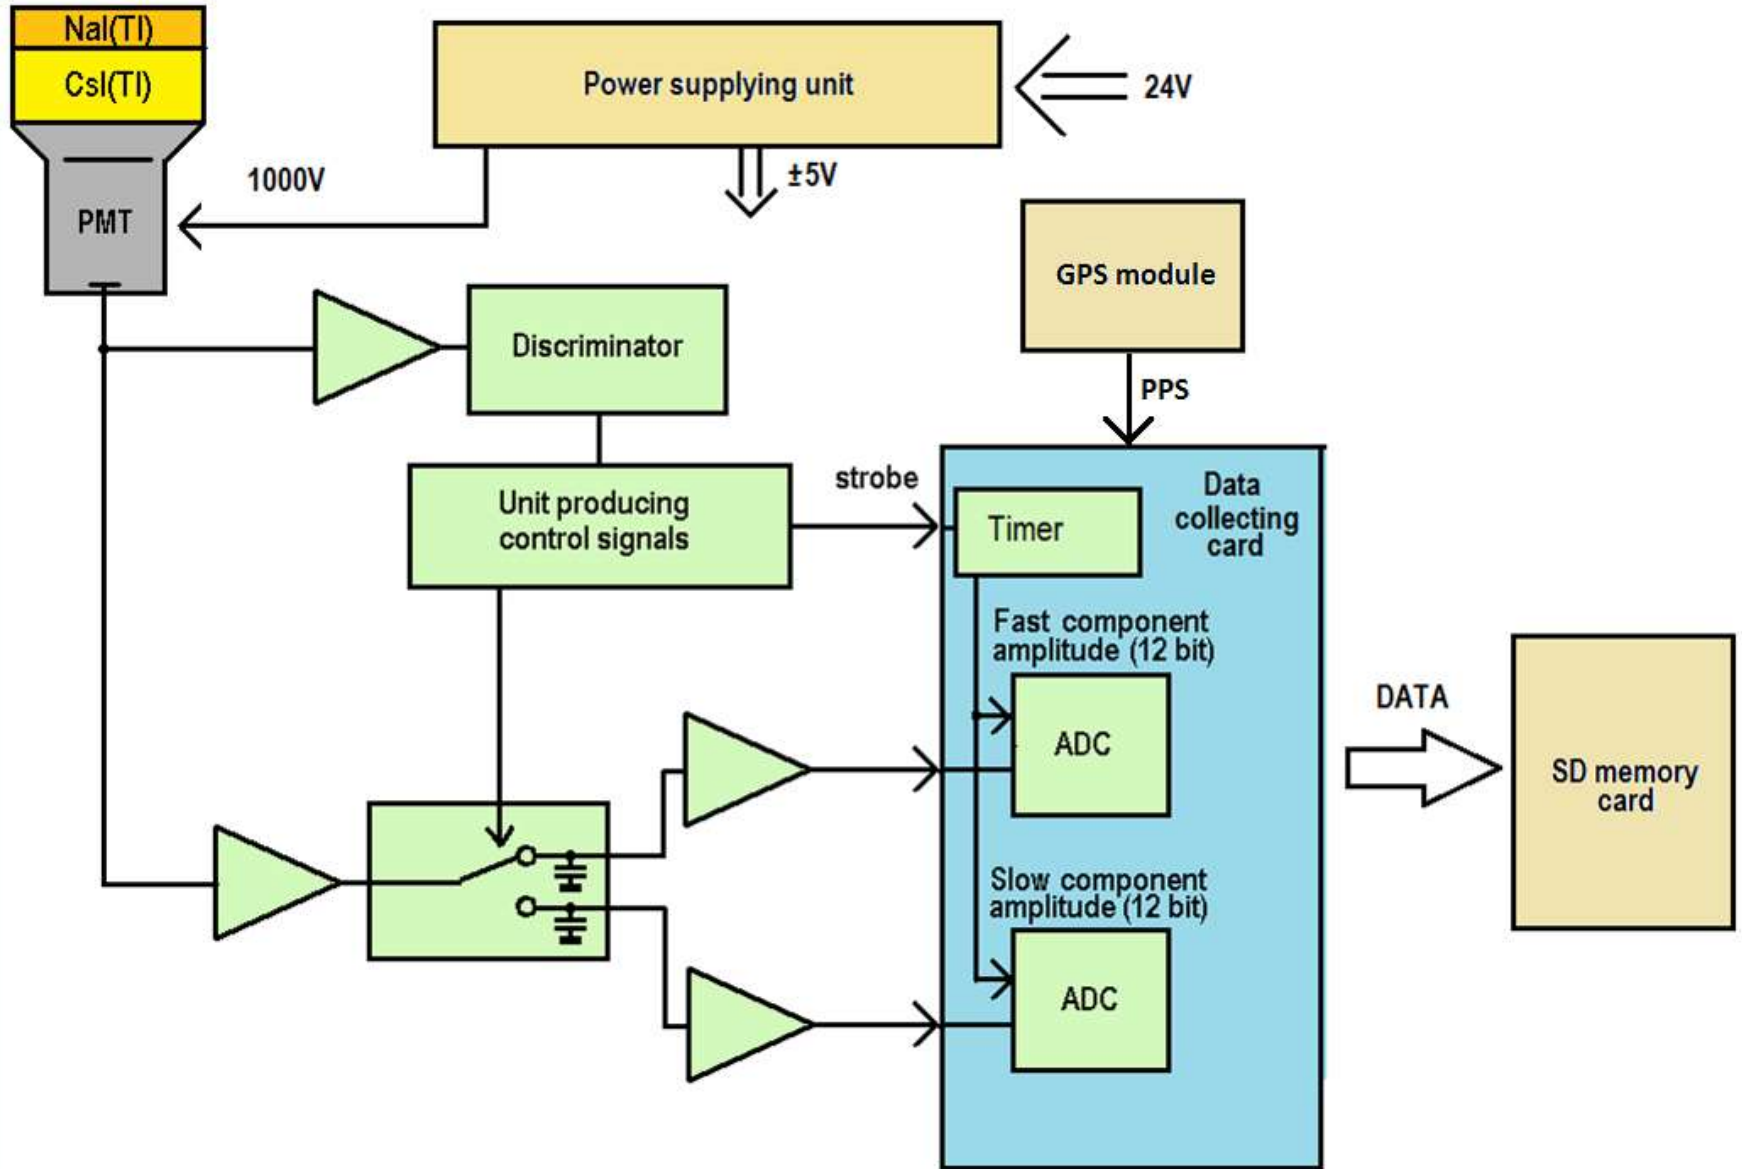 NaI(Tl)
CsI(Tl)
PMT
1000V
Power supplying unit
24V
±5V
GPS module
PPS
Discriminator
Unit producing
control signals
strobe
Timer
Data
collecting
card
Fast component
amplitude (12 bit)
ADC
Slow component
amplitude (12 bit)
ADC
DATA
SD memory
card